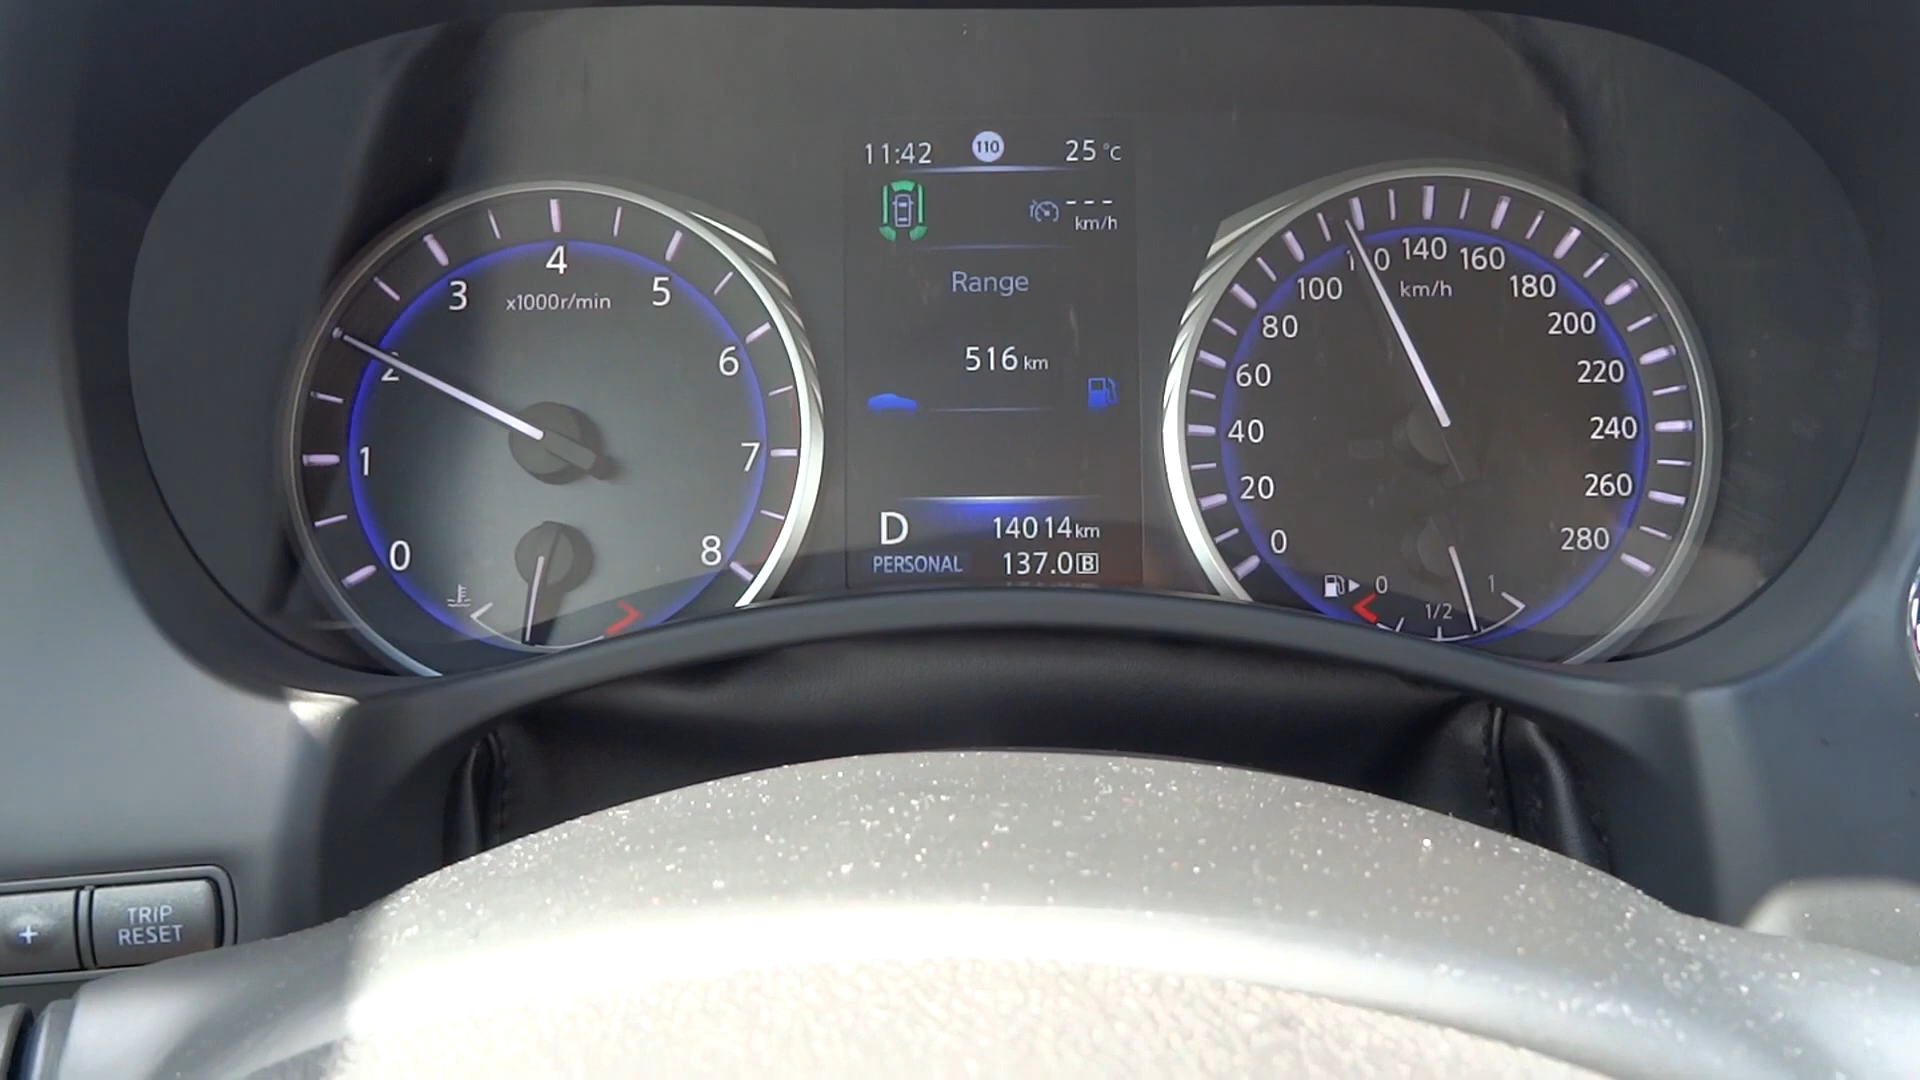 11:42 110 25 °C
--- km/h
Range
516 km
D 14014 km
PERSONAL 137.0 B
0 1 2 3 4 5 6 7 8
x1000r/min
0 20 40 60 80 100
140 160 180 200 220 240 260 280
km/h
0 1/2 1
+
TRIP
RESET